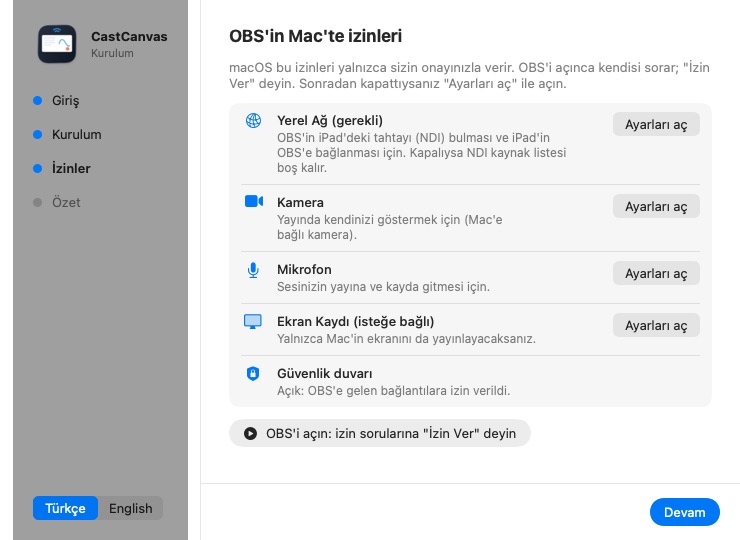 CastCanvas
Kurulum
Giriş
Kurulum
İzinler
Özet
Türkçe
English
OBS'in Mac'te izinleri
macOS bu izinleri yalnızca sizin onayınızla verir. OBS'i açınca kendisi sorar; "İzin
Ver" deyin. Sonradan kapattıysanız "Ayarları aç" ile açın.
Yerel Ağ (gerekli)
OBS'in iPad'deki tahtayı (NDI) bulması ve iPad'in
OBS'e bağlanması için. Kapalıysa NDI kaynak listesi
boş kalır.
Ayarları aç
Kamera
Yayında kendinizi göstermek için (Mac'e
bağlı kamera).
Ayarları aç
Mikrofon
Sesinizin yayına ve kayda gitmesi için.
Ayarları aç
Ekran Kaydı (isteğe bağlı)
Yalnızca Mac'in ekranını da yayınlayacaksanız.
Ayarları aç
Güvenlik duvarı
Açık: OBS'e gelen bağlantılara izin verildi.
OBS'i açın: izin sorularına "İzin Ver" deyin
Devam